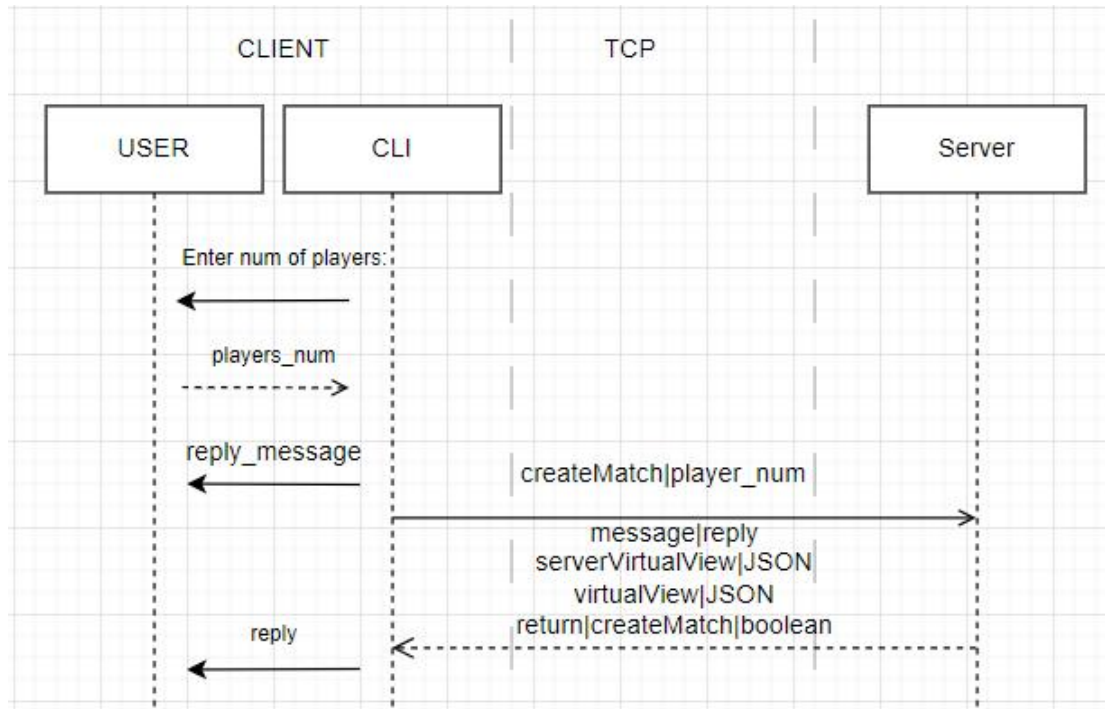 CLIENT
TCP
USER
CLI
Server
Enter num of players:
players_num
reply_message
createMatch|player_num
message|reply
serverVirtualView|JSON
virtualView|JSON
return|createMatch|boolean
reply